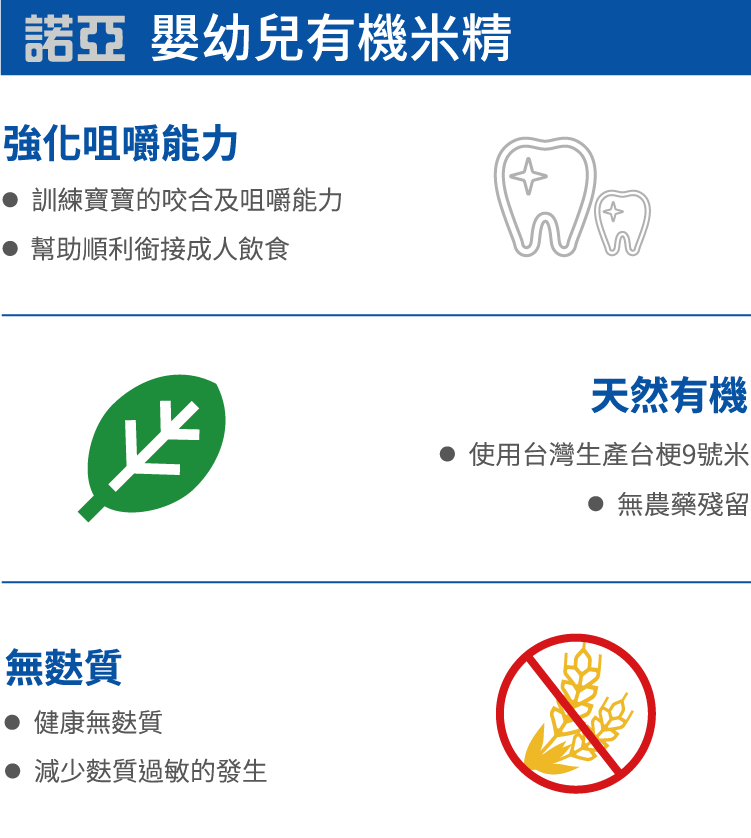 諾亞 嬰幼兒有機米精
強化咀嚼能力
● 訓練寶寶的咬合及咀嚼能力
● 幫助順利銜接成人飲食
天然有機
● 使用台灣生產台梗9號米
● 無農藥殘留
無麩質
● 健康無麩質
● 減少麩質過敏的發生